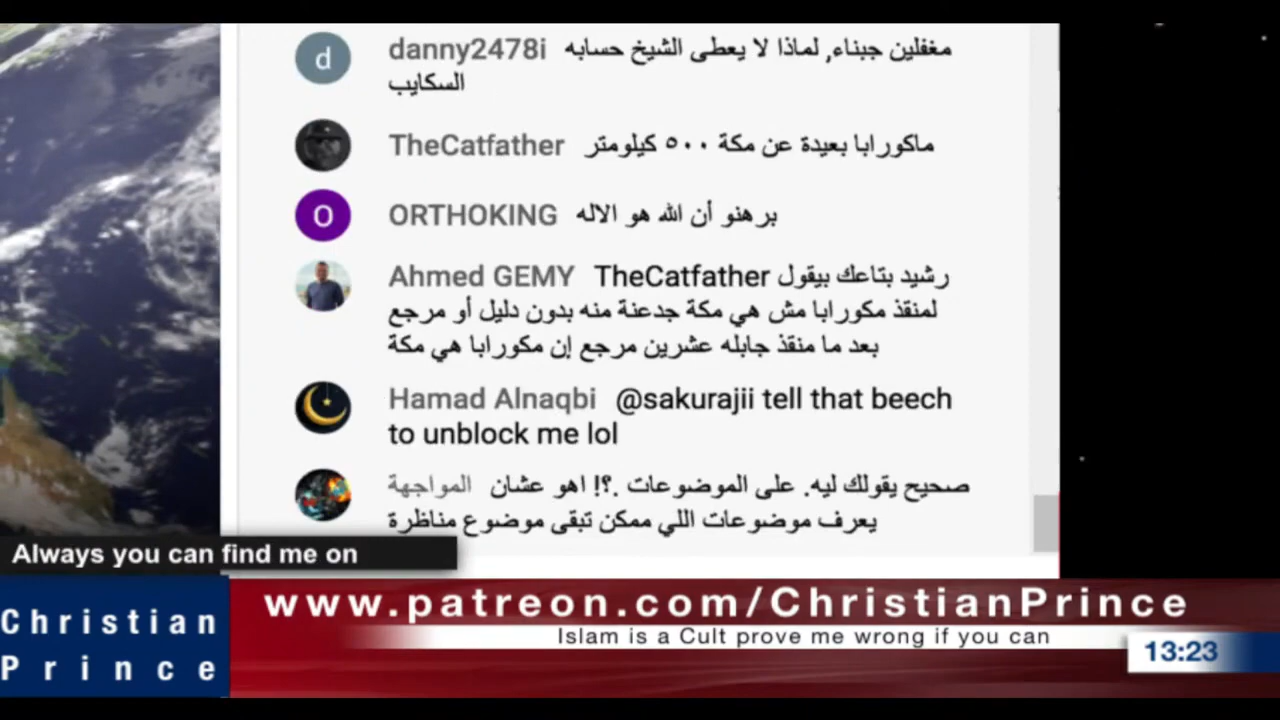 d
danny2478i مغفلين جبناء, لماذا لا يعطى الشيخ حسابه
السكايب
TheCatfather ماكورابا بعيدة عن مكة ٥٠٠ كيلومتر
O
ORTHOKING برهنو أن الله هو الاله
Ahmed GEMY TheCatfather رشيد بتاعك بيقول
لمنقذ مكورابا مش هي مكة جدعنة منه بدون دليل أو مرجع
بعد ما منقذ جابله عشرين مرجع إن مكورابا هي مكة
Hamad Alnaqbi @sakurajii tell that beech
to unblock me lol
المواجهة صحيح يقولك ليه. على الموضوعات .؟! اهو عشان
يعرف موضوعات اللي ممكن تبقى موضوع مناظرة
Always you can find me on
Christian
Prince
www.patreon.com/ChristianPrince
Islam is a Cult prove me wrong if you can
13:23